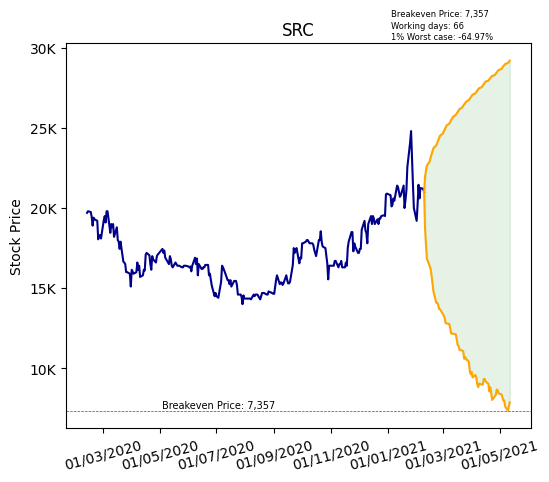 Breakeven Price: 7,357
Working days: 66
1% Worst case: -64.97%
SRC
Stock Price
30K
25K
20K
15K
10K
Breakeven Price: 7,357
01/03/2020
01/05/2020
01/07/2020
01/09/2020
01/11/2020
01/01/2021
01/03/2021
01/05/2021